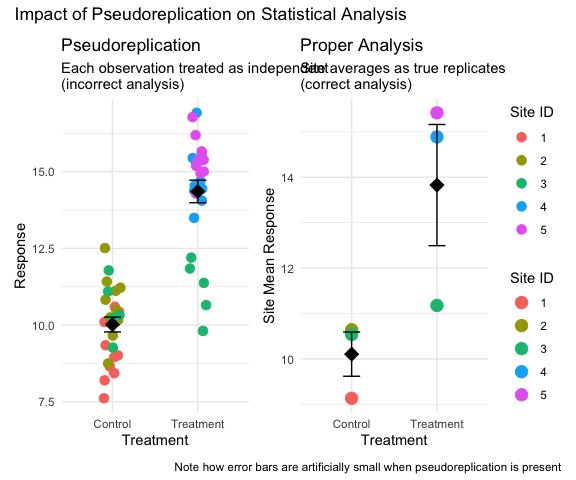 Impact of Pseudoreplication on Statistical Analysis
Pseudoreplication
Each observation treated as independent
(incorrect analysis)
Response
15.0
12.5
10.0
7.5
Control
Treatment
Treatment
Proper Analysis
Site averages as true replicates
(correct analysis)
Site Mean Response
14
12
10
Control
Treatment
Treatment
Site ID
1
2
3
4
5
Site ID
1
2
3
4
5
Note how error bars are artificially small when pseudoreplication is present